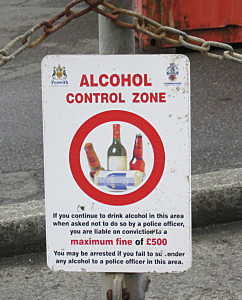 Penwith
ALCOHOL
CONTROL ZONE
If you continue to drink alcohol in this area
when asked not to do so by a police officer,
you are liable on conviction to a
maximum fine of £500
You may be arrested if you fail to surrender
any alcohol to a police officer in this area.